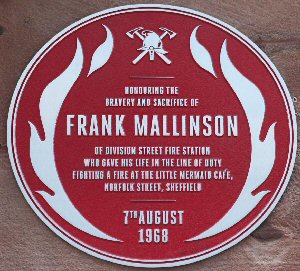 HONOURING THE
BRAVERY AND SACRIFICE OF
FRANK MALLINSON
OF DIVISION STREET FIRE STATION
WHO GAVE HIS LIFE IN THE LINE OF DUTY
FIGHTING A FIRE AT THE LITTLE MERMAID CAFÉ,
NORFOLK STREET, SHEFFIELD
7TH AUGUST
1968